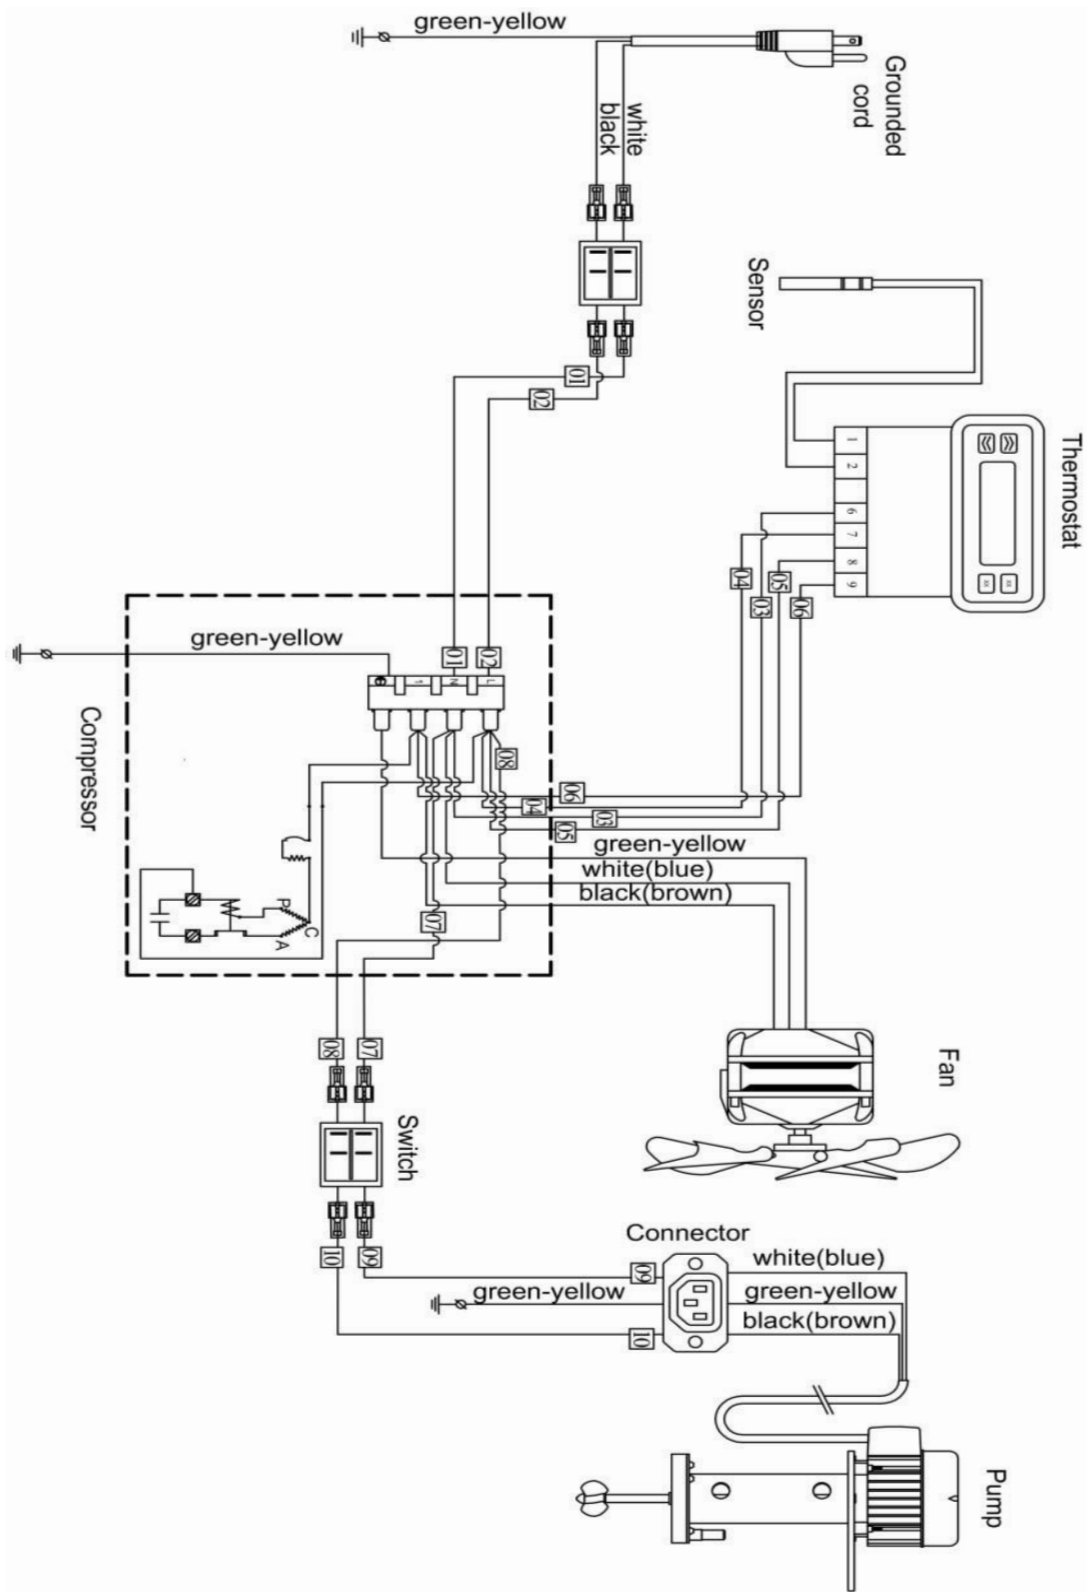 green-yellow
Grounded
cord
white
black
Sensor
Thermostat
01
02
1
2
6
7
8
9
04
05
03
06
green-yellow
01
02
1
N
L
Compressor
08
06
04
03
05
green-yellow
white(blue)
black(brown)
07
P
C
A
08
07
Switch
Fan
10
09
Connector
09
white(blue)
green-yellow
green-yellow
10
black(brown)
Pump